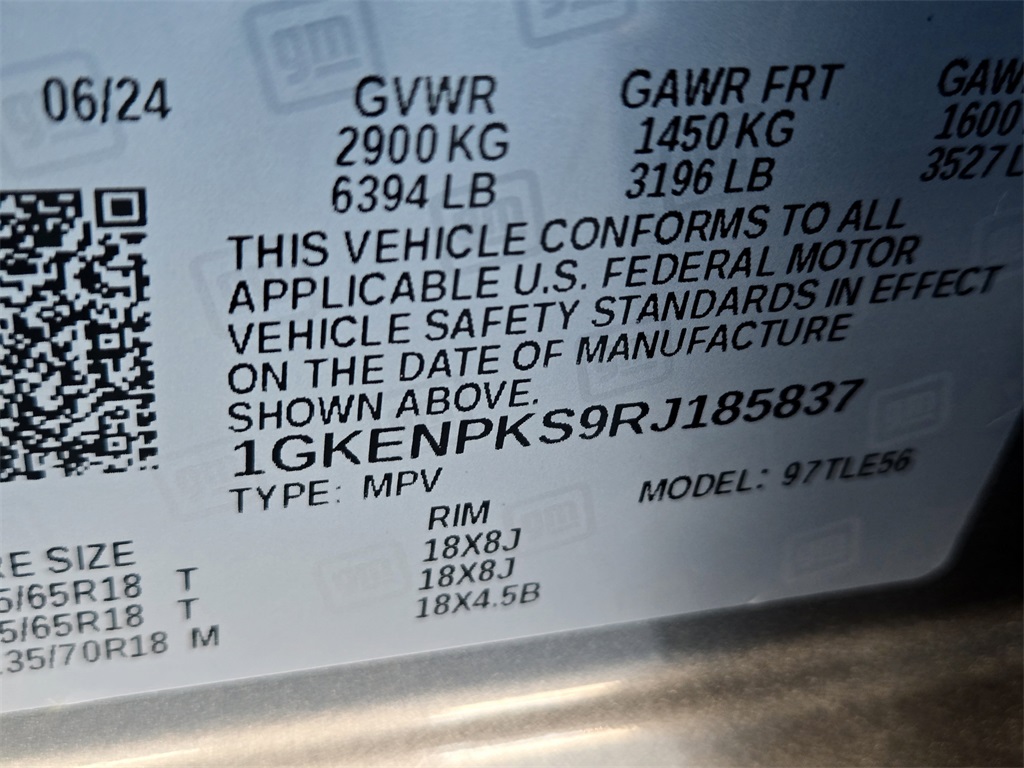 gm
06/24 GVWR GAWR FRT GAW
2900 KG 1450 KG 1600
6394 LB 3196 LB 3527 L
THIS VEHICLE CONFORMS TO ALL
APPLICABLE U.S. FEDERAL MOTOR
VEHICLE SAFETY STANDARDS IN EFFECT
ON THE DATE OF MANUFACTURE
SHOWN ABOVE.
1GKENPKS9RJ185837
TYPE: MPV MODEL: 97TLE56
RE SIZE RIM
5/65R18 T 18X8J
5/65R18 T 18X8J
135/70R18 M 18X4.5B